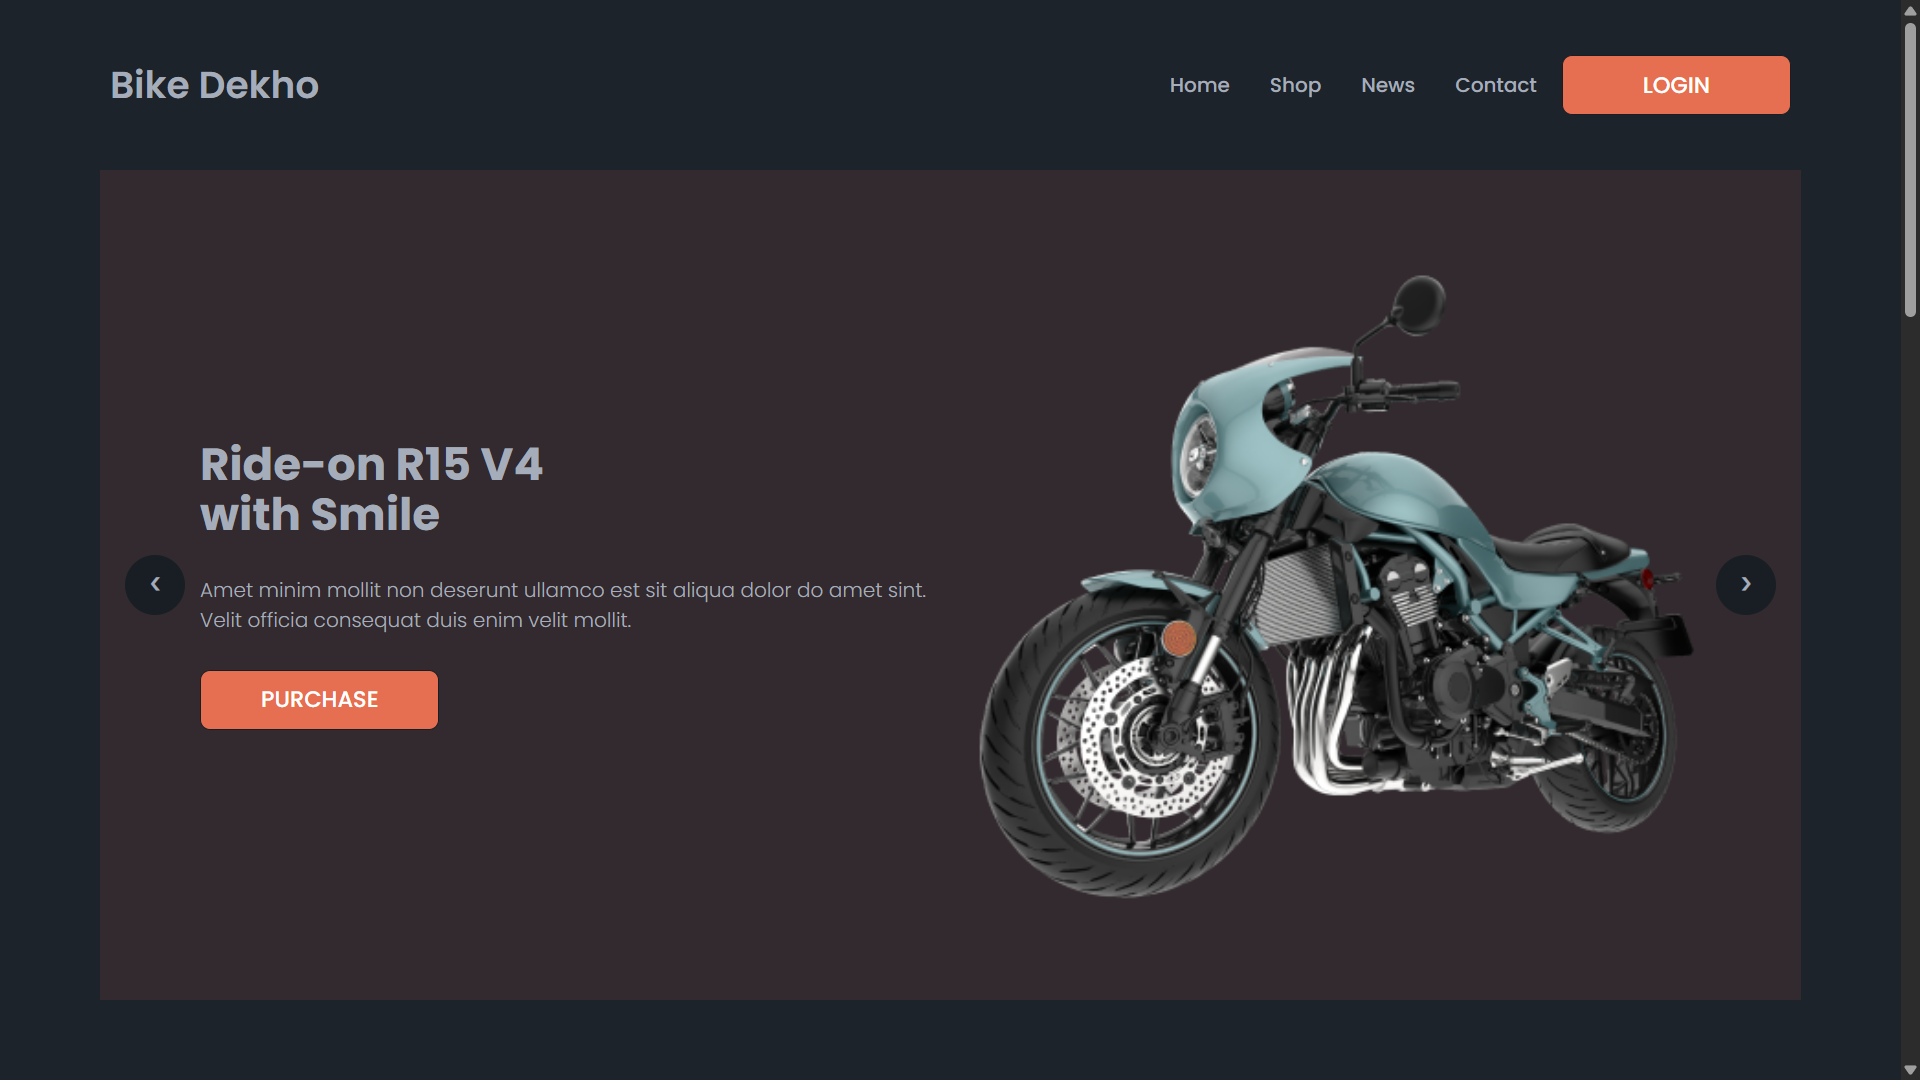 Bike Dekho
Home
Shop
News
Contact
LOGIN
Ride-on R15 V4
with Smile
Amet minim mollit non deserunt ullamco est sit aliqua dolor do amet sint.
Velit officia consequat duis enim velit mollit.
‹
›
PURCHASE